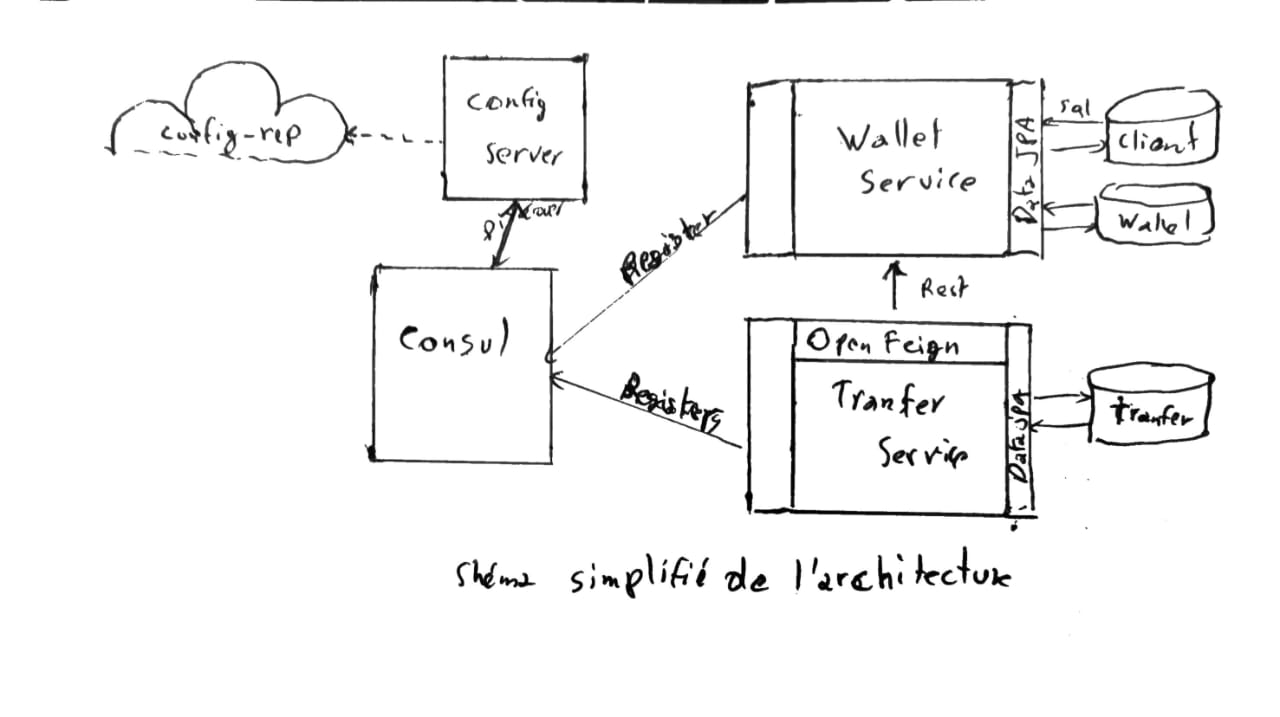 config-rep
Config
Server
Consul
Register
Registers
Wallet
Service
Data JPA
sql
client
wallet
Rest
Open Feign
Tranfer
Service
Data JPA
tranfer
shéma simplifié de l'architecture